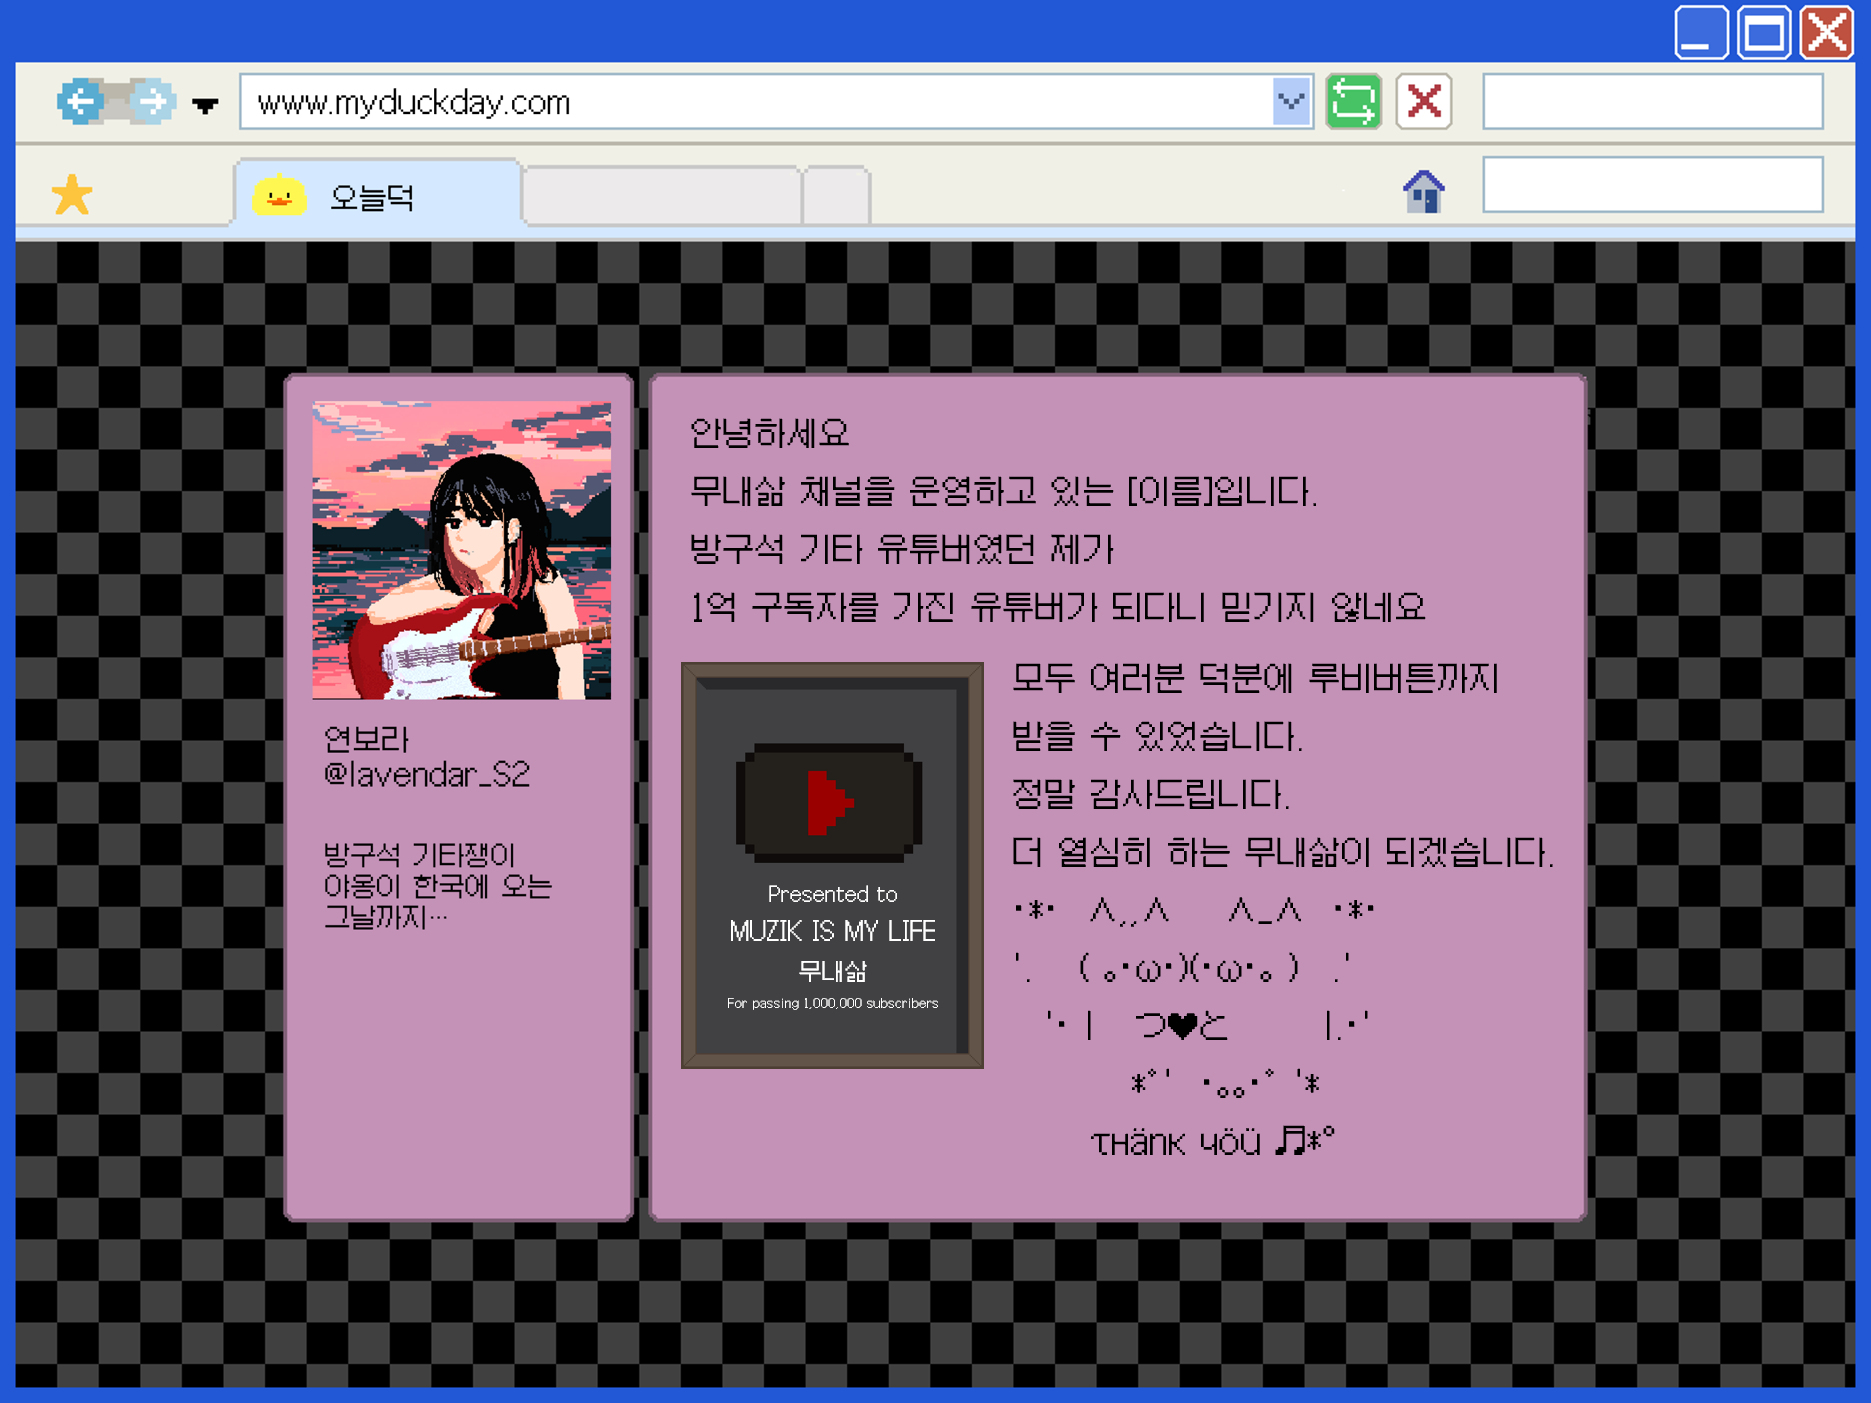 www.myduckday.com
오늘덕
연보라
@lavendar_S2
방구석 기타쟁이
야옹이 한국에 오는
그날까지…
안녕하세요
무내삶 채널을 운영하고 있는 [이름]입니다.
방구석 기타 유튜버였던 제가
1억 구독자를 가진 유튜버가 되다니 믿기지 않네요
모두 여러분 덕분에 루비버튼까지
받을 수 있었습니다.
정말 감사드립니다.
더 열심히 하는 무내삶이 되겠습니다.
･*･ ∧,,∧ ∧_∧ ･*･
'. ( ｡･ω･)(･ω･｡ ) .'
'･ | つ♥と |.･'
*ﾟ' ･｡｡･ﾟ '*
τнänκ чöü ♬*°
Presented to
MUZIK IS MY LIFE
무내삶
For passing 1,000,000 subscribers